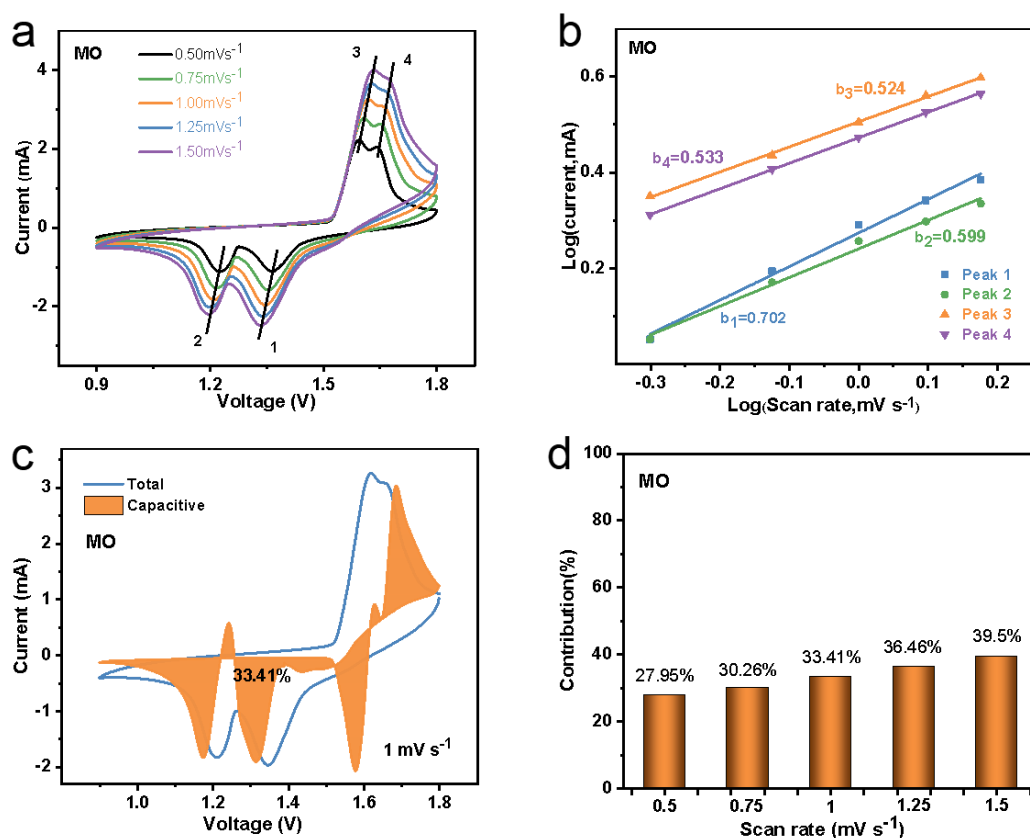 a
MO
0.50mVs⁻¹
0.75mVs⁻¹
1.00mVs⁻¹
1.25mVs⁻¹
1.50mVs⁻¹
3
4
2
1
4
2
0
-2
Current (mA)
0.9
1.2
1.5
1.8
Voltage (V)
b
MO
b₃=0.524
b₄=0.533
b₂=0.599
b₁=0.702
Peak 1
Peak 2
Peak 3
Peak 4
0.6
0.4
0.2
Log(current,mA)
-0.3
-0.2
-0.1
0.0
0.1
0.2
Log(Scan rate,mV s⁻¹)
c
Total
Capacitive
MO
33.41%
1 mV s⁻¹
3
2
1
0
-1
-2
Current (mA)
1.0
1.2
1.4
1.6
1.8
Voltage (V)
d
MO
27.95%
30.26%
33.41%
36.46%
39.5%
100
80
60
40
20
0
Contribution(%)
0.5
0.75
1
1.25
1.5
Scan rate (mV s⁻¹)